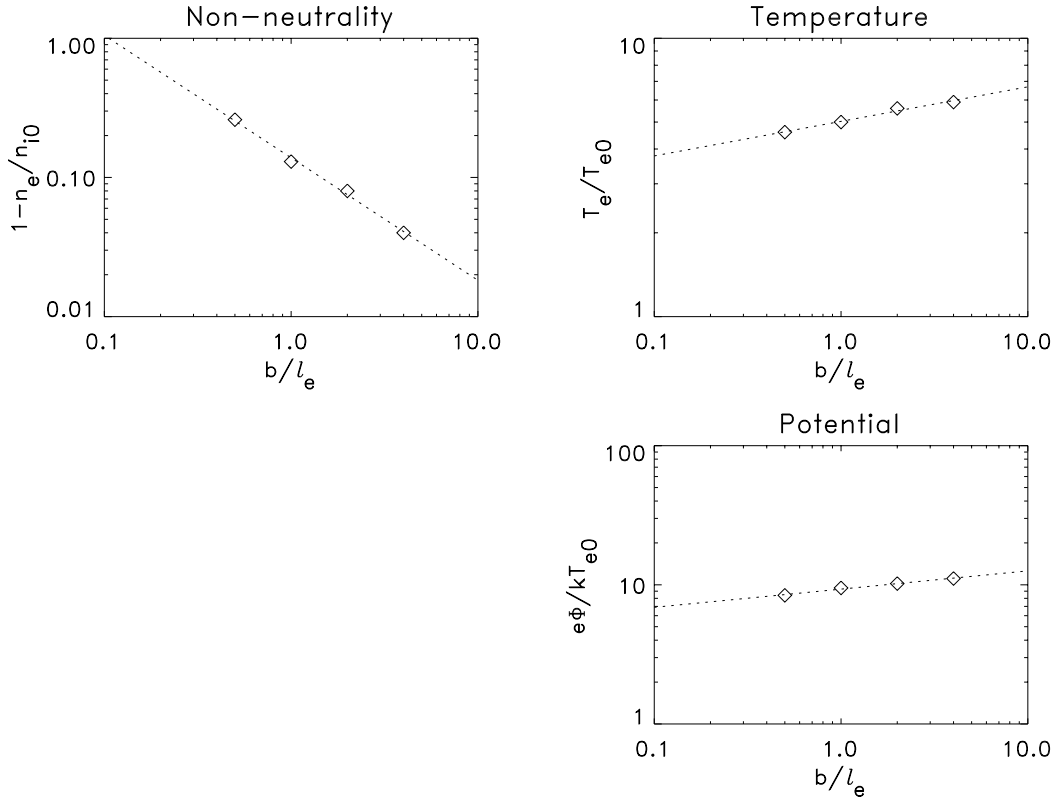 Non-neutrality
1-n_e/n_i0
1.00
0.10
0.01
0.1
1.0
10.0
b/l_e
Temperature
T_e/T_e0
10
1
0.1
1.0
10.0
b/l_e
Potential
eΦ/kT_e0
100
10
1
0.1
1.0
10.0
b/l_e